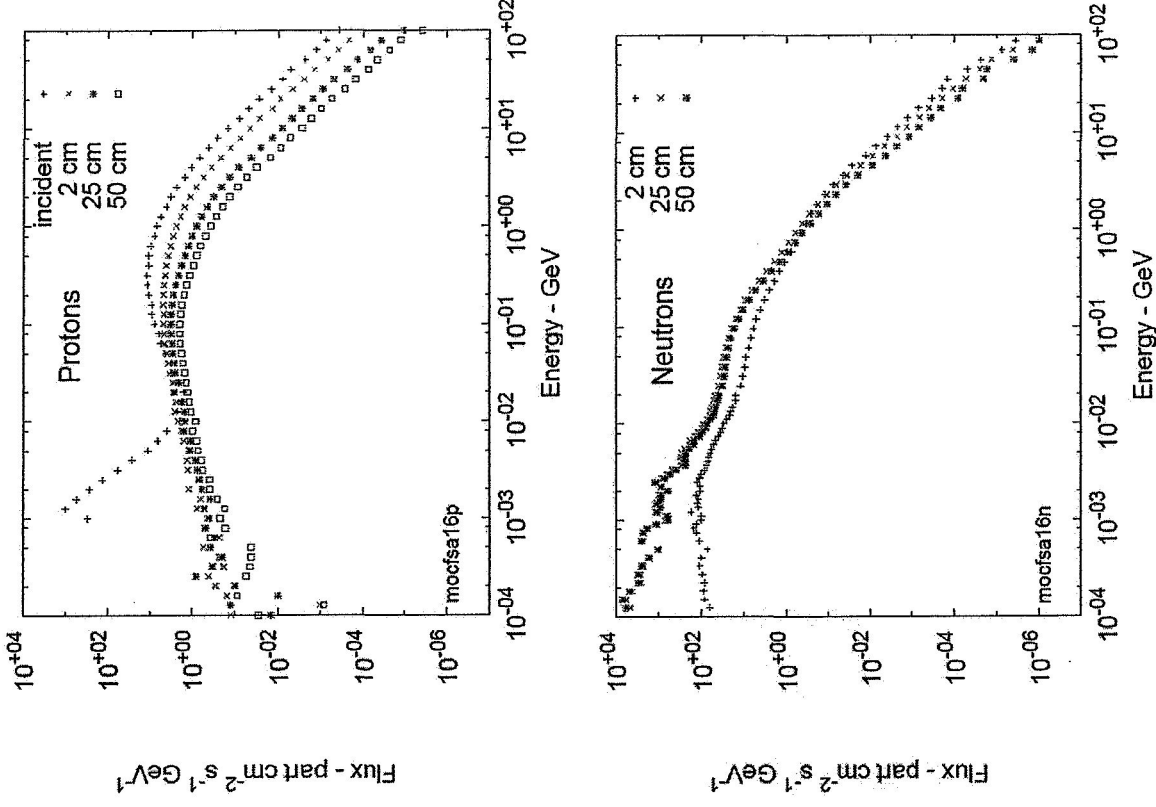 Protons
incident +
2 cm ×
25 cm *
50 cm □
10⁺⁰⁴
10⁺⁰²
10⁺⁰⁰
10⁻⁰²
10⁻⁰⁴
10⁻⁰⁶
Flux - part cm⁻² s⁻¹ GeV⁻¹
mocfsa16p
10⁻⁰⁴ 10⁻⁰³ 10⁻⁰² 10⁻⁰¹ 10⁺⁰⁰ 10⁺⁰¹ 10⁺⁰²
Energy - GeV
Neutrons
2 cm +
25 cm ×
50 cm *
10⁺⁰⁴
10⁺⁰²
10⁺⁰⁰
10⁻⁰²
10⁻⁰⁴
10⁻⁰⁶
Flux - part cm⁻² s⁻¹ GeV⁻¹
mocfsa16n
10⁻⁰⁴ 10⁻⁰³ 10⁻⁰² 10⁻⁰¹ 10⁺⁰⁰ 10⁺⁰¹ 10⁺⁰²
Energy - GeV